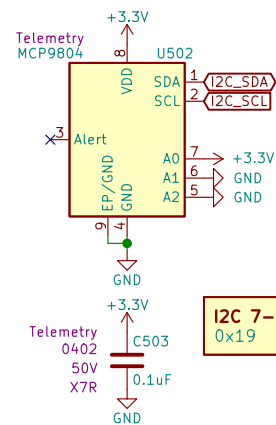 +3.3V
Telemetry
MCP9804
U502
8
VDD
SDA
1
I2C_SDA
SCL
2
I2C_SCL
3
Alert
A0
7
+3.3V
A1
6
GND
A2
5
GND
EP/GND
GND
9
4
GND
+3.3V
I2C 7-
0x19
Telemetry
C503
0402
50V
0.1uF
X7R
GND